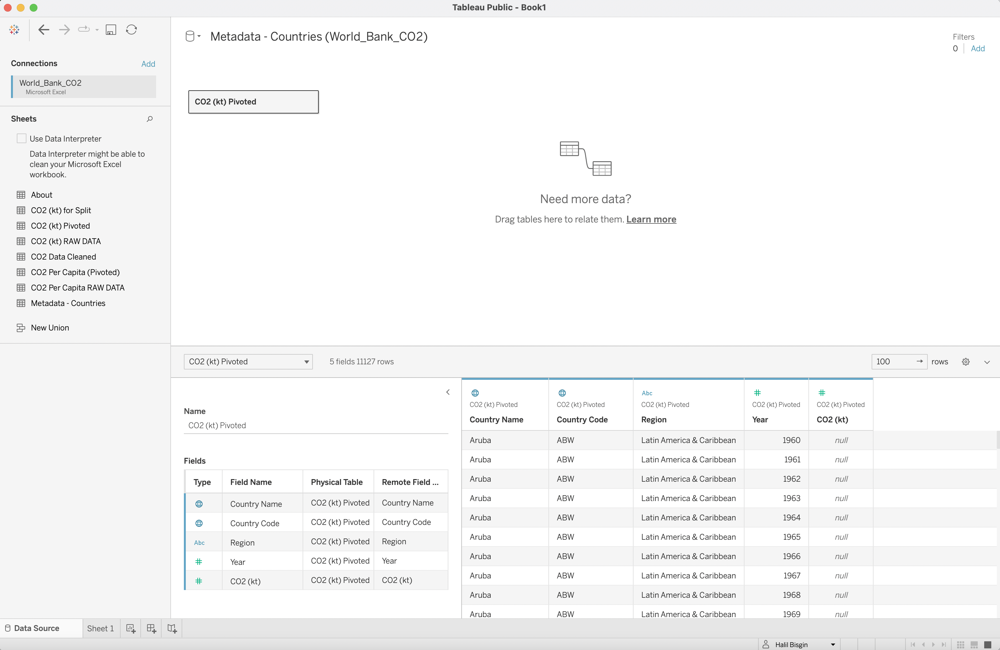 Tableau Public - Book1
Connections
Add
World_Bank_CO2
Microsoft Excel
Sheets
Use Data Interpreter
Data Interpreter might be able to
clean your Microsoft Excel
workbook.
About
CO2 (kt) for Split
CO2 (kt) Pivoted
CO2 (kt) RAW DATA
CO2 Data Cleaned
CO2 Per Capita (Pivoted)
CO2 Per Capita RAW DATA
Metadata - Countries
New Union
Metadata - Countries (World_Bank_CO2)
Filters
0 Add
CO2 (kt) Pivoted
Need more data?
Drag tables here to relate them. Learn more
CO2 (kt) Pivoted 5 fields 11127 rows 100 rows
Name
CO2 (kt) Pivoted
Fields
Type Field Name Physical Table Remote Field ...
Country Name CO2 (kt) Pivoted Country Name
Country Code CO2 (kt) Pivoted Country Code
Abc Region CO2 (kt) Pivoted Region
# Year CO2 (kt) Pivoted Year
# CO2 (kt) CO2 (kt) Pivoted CO2 (kt)
Abc # #
CO2 (kt) Pivoted CO2 (kt) Pivoted CO2 (kt) Pivoted CO2 (kt) Pivoted CO2 (kt) Pivoted
Country Name Country Code Region Year CO2 (kt)
Aruba ABW Latin America & Caribbean 1960 null
Aruba ABW Latin America & Caribbean 1961 null
Aruba ABW Latin America & Caribbean 1962 null
Aruba ABW Latin America & Caribbean 1963 null
Aruba ABW Latin America & Caribbean 1964 null
Aruba ABW Latin America & Caribbean 1965 null
Aruba ABW Latin America & Caribbean 1966 null
Aruba ABW Latin America & Caribbean 1967 null
Aruba ABW Latin America & Caribbean 1968 null
Aruba ABW Latin America & Caribbean 1969 null
Data Source Sheet 1
Halil Bisgin